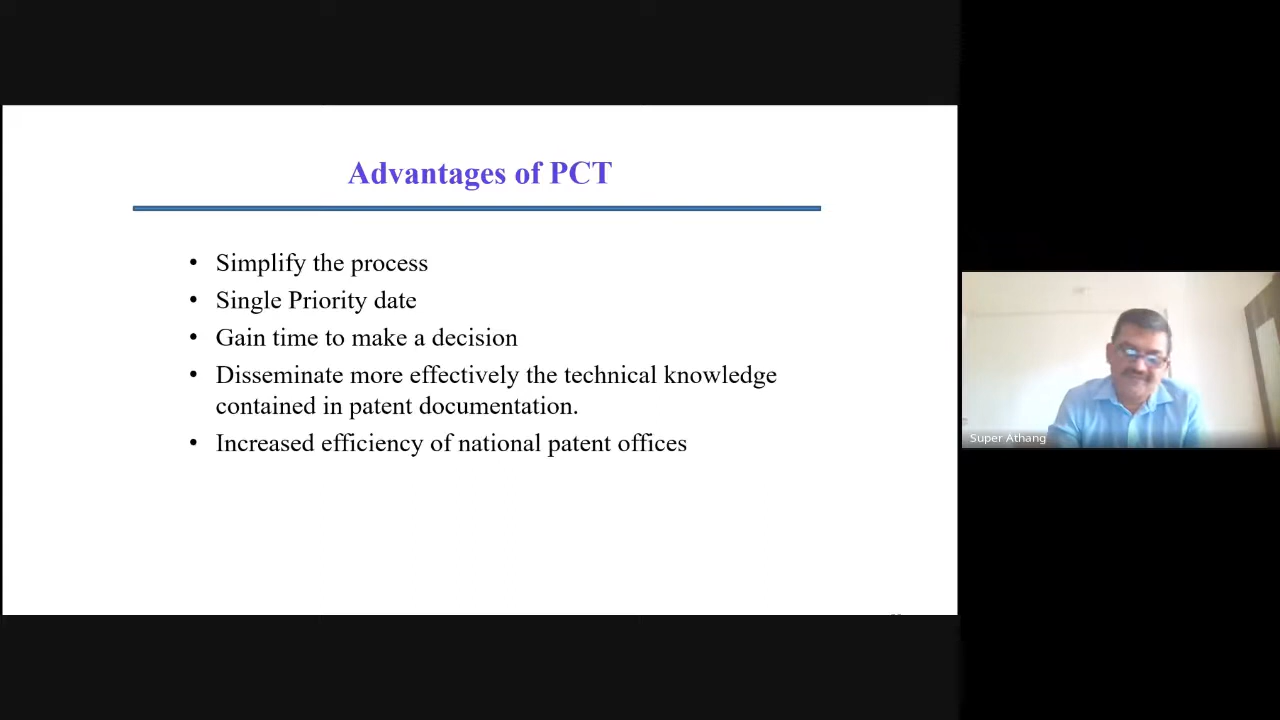 Advantages of PCT
• Simplify the process
• Single Priority date
• Gain time to make a decision
• Disseminate more effectively the technical knowledge
contained in patent documentation.
• Increased efficiency of national patent offices
Super Athang